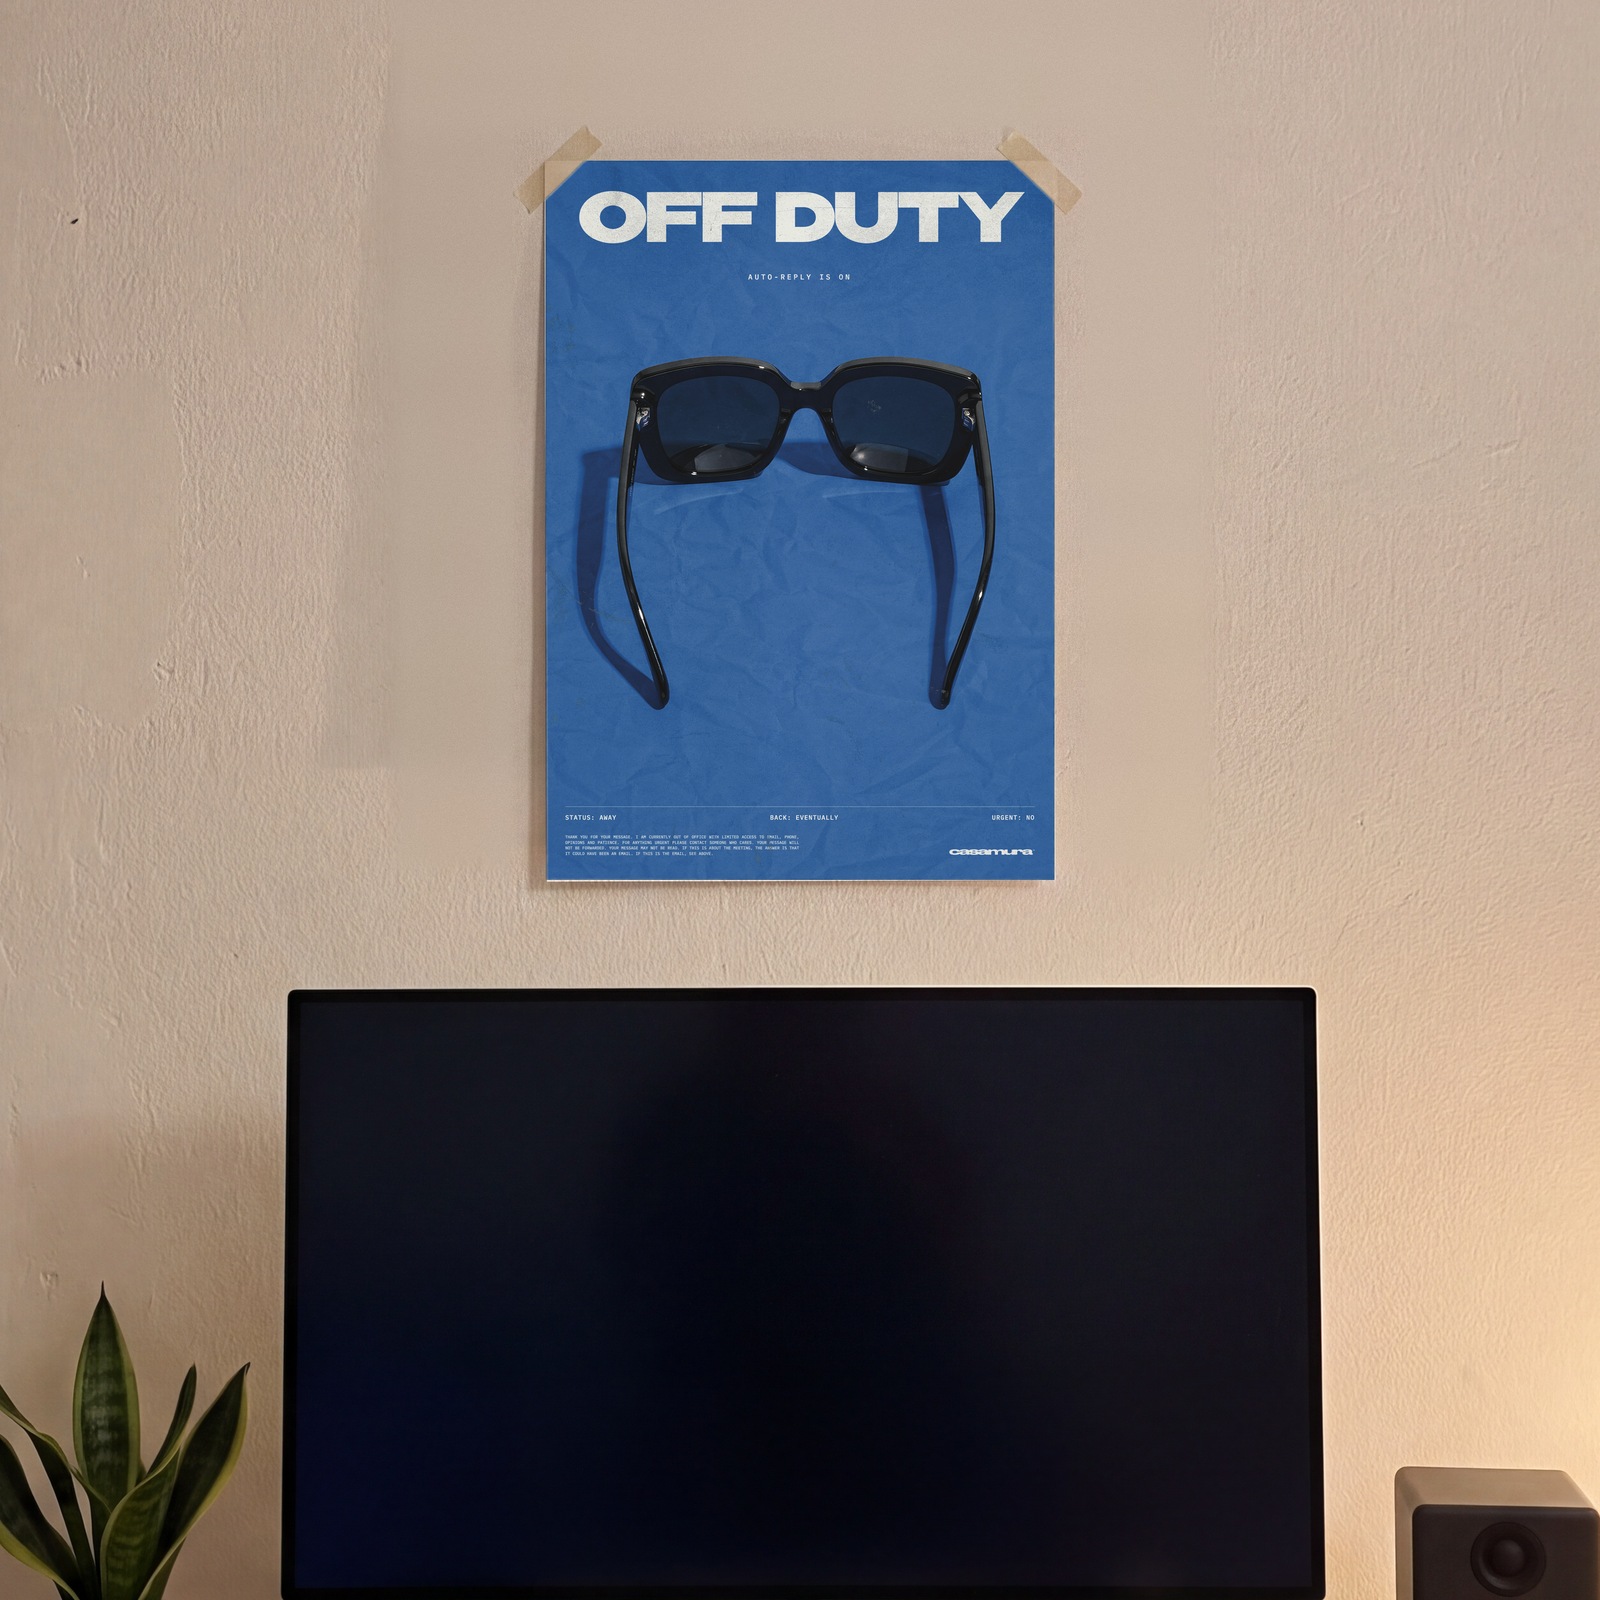 OFF DUTY
AUTO-REPLY IS ON
STATUS: AWAY
BACK: EVENTUALLY
URGENT: NO
THANK YOU FOR YOUR MESSAGE. I AM CURRENTLY OUT OF OFFICE WITH LIMITED ACCESS TO EMAIL, PHONE,
OPINIONS AND PATIENCE. FOR ANYTHING URGENT PLEASE CONTACT SOMEONE WHO CARES. YOUR MESSAGE WILL
NOT BE FORWARDED. YOUR MESSAGE MAY NOT BE READ. IF THIS IS ABOUT THE MEETING, THE ANSWER IS THAT
IT COULD HAVE BEEN AN EMAIL. IF THIS IS THE EMAIL, SEE ABOVE.
casamura